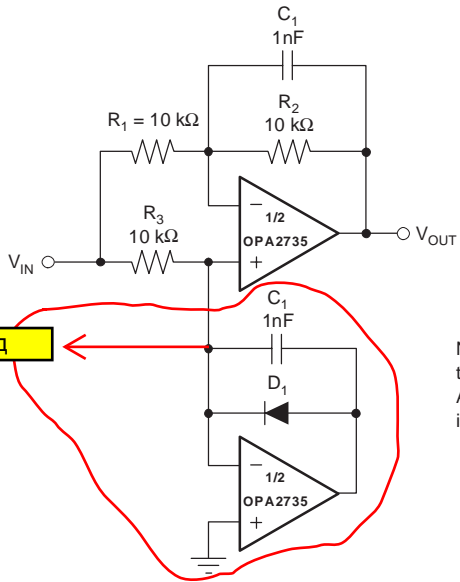 C1
1nF
R1 = 10 kΩ
R2
10 kΩ
R3
10 kΩ
−
1/2
OPA2735
+
VIN
VOUT
C1
1nF
д
D1
−
1/2
OPA2735
+
N
t
A
i